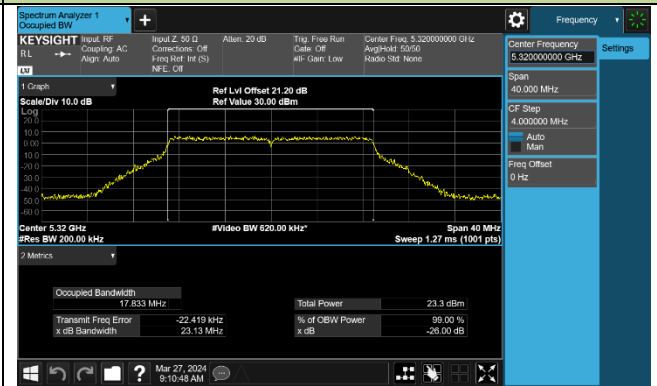 Spectrum Analyzer 1
Occupied BW
+
Frequency
KEYSIGHT
RL
LXI
Input: RF
Coupling: AC
Align: Auto
Input Z: 50 Ω
Corrections: Off
Freq Ref: Int (S)
NFE: Off
Atten: 20 dB
Trig: Free Run
Gate: Off
#IF Gain: Low
Center Freq: 5.320000000 GHz
Avg|Hold: 50/50
Radio Std: None
Center Frequency
5.320000000 GHz
Settings
Span
40.000 MHz
CF Step
4.000000 MHz
Auto
Man
Freq Offset
0 Hz
1 Graph
Scale/Div 10.0 dB
Ref Lvl Offset 21.20 dB
Ref Value 30.00 dBm
Log
20.0
10.0
0.00
-10.0
-20.0
-30.0
-40.0
-50.0
-60.0
Center 5.32 GHz
#Video BW 620.00 kHz*
Span 40 MHz
#Res BW 200.00 kHz
Sweep 1.27 ms (1001 pts)
2 Metrics
Occupied Bandwidth
17.833 MHz
Total Power 23.3 dBm
Transmit Freq Error -22.419 kHz
% of OBW Power 99.00 %
x dB Bandwidth 23.13 MHz
x dB -26.00 dB
?
Mar 27, 2024
9:10:48 AM